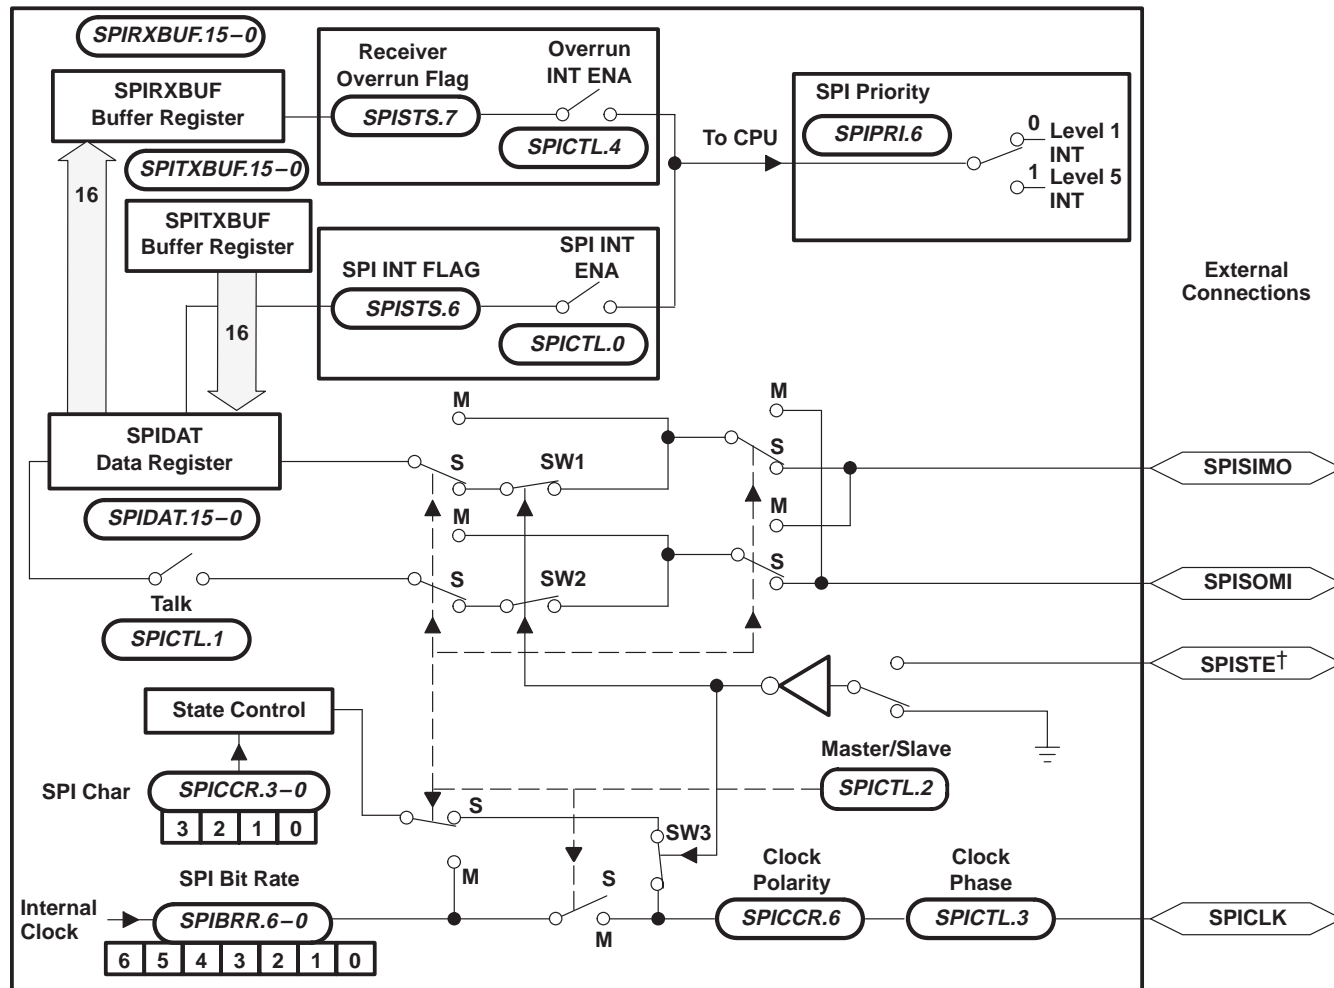 SPIRXBUF.15–0
SPIRXBUF
Buffer Register
Receiver
Overrun Flag
SPISTS.7
Overrun
INT ENA
SPICTL.4
To CPU
SPI Priority
SPIPRI.6
0
Level 1
INT
1
Level 5
INT
16
SPITXBUF.15–0
SPITXBUF
Buffer Register
16
SPI INT FLAG
SPISTS.6
SPI INT
ENA
SPICTL.0
External
Connections
SPIDAT
Data Register
SPIDAT.15–0
M
S
SW1
M
S
SPISIMO
M
S
SW2
M
S
SPISOMI
Talk
SPICTL.1
SPISTE†
State Control
Master/Slave
SPICTL.2
SPI Char
SPICCR.3–0
3 2 1 0
S
M
SW3
S
M
SPI Bit Rate
Internal
Clock
SPIBRR.6–0
6 5 4 3 2 1 0
Clock
Polarity
SPICCR.6
Clock
Phase
SPICTL.3
SPICLK